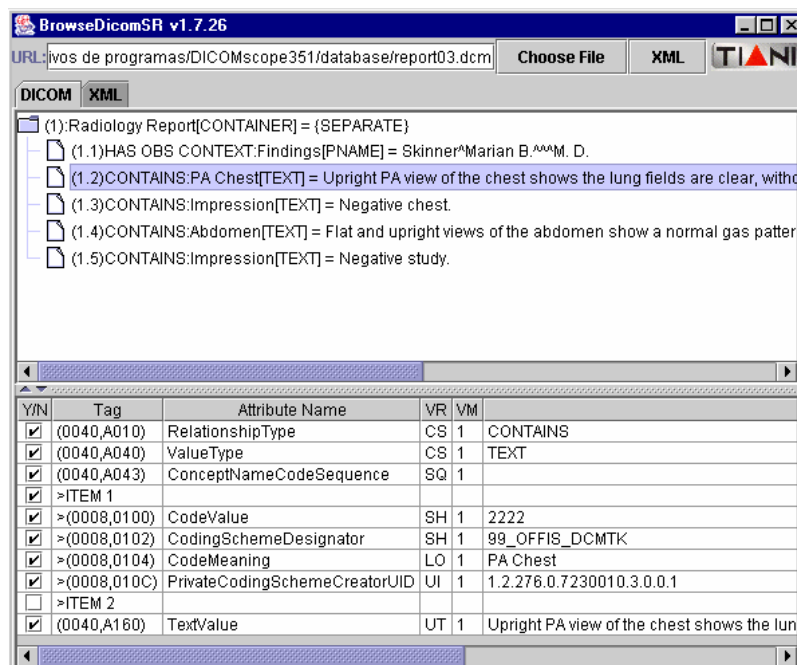 BrowseDicomSR v1.7.26
URL: ivos de programas/DICOMscope351/database/report03.dcm Choose File XML TIANI
DICOM XML
(1):Radiology Report[CONTAINER] = {SEPARATE}
(1.1)HAS OBS CONTEXT:Findings[PNAME] = Skinner^Marian B.^^^M. D.
(1.2)CONTAINS:PA Chest[TEXT] = Upright PA view of the chest shows the lung fields are clear, witho
(1.3)CONTAINS:Impression[TEXT] = Negative chest.
(1.4)CONTAINS:Abdomen[TEXT] = Flat and upright views of the abdomen show a normal gas patter
(1.5)CONTAINS:Impression[TEXT] = Negative study.
Y/N Tag Attribute Name VR VM
(0040,A010) RelationshipType CS 1 CONTAINS
(0040,A040) ValueType CS 1 TEXT
(0040,A043) ConceptNameCodeSequence SQ 1
>ITEM 1
>(0008,0100) CodeValue SH 1 2222
>(0008,0102) CodingSchemeDesignator SH 1 99_OFFIS_DCMTK
>(0008,0104) CodeMeaning LO 1 PA Chest
>(0008,010C) PrivateCodingSchemeCreatorUID UI 1 1.2.276.0.7230010.3.0.0.1
>ITEM 2
(0040,A160) TextValue UT 1 Upright PA view of the chest shows the lun